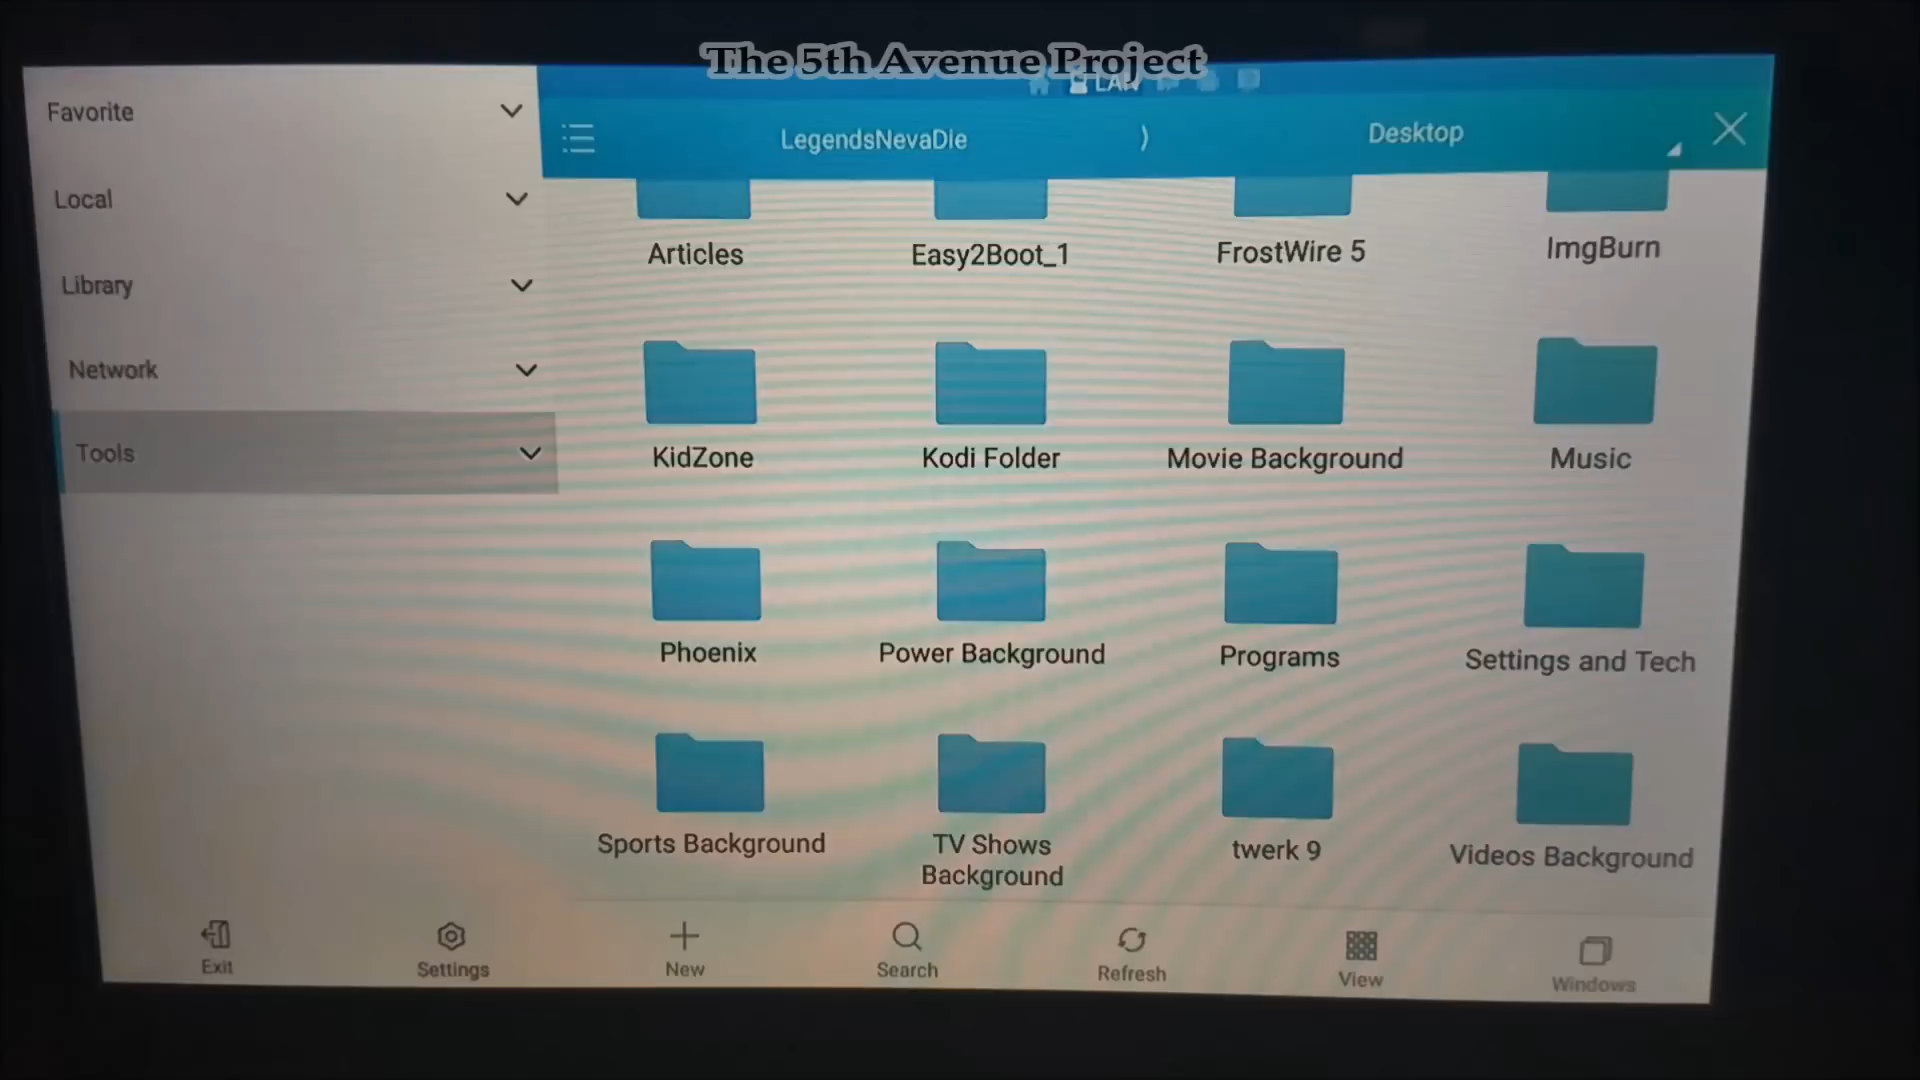 The 5th Avenue Project
LAN
Favorite
Local
Library
Network
Tools
LegendsNevaDie
Desktop
Articles
Easy2Boot_1
FrostWire 5
ImgBurn
KidZone
Kodi Folder
Movie Background
Music
Phoenix
Power Background
Programs
Settings and Tech
Sports Background
TV Shows
Background
twerk 9
Videos Background
Exit
Settings
New
Search
Refresh
View
Windows